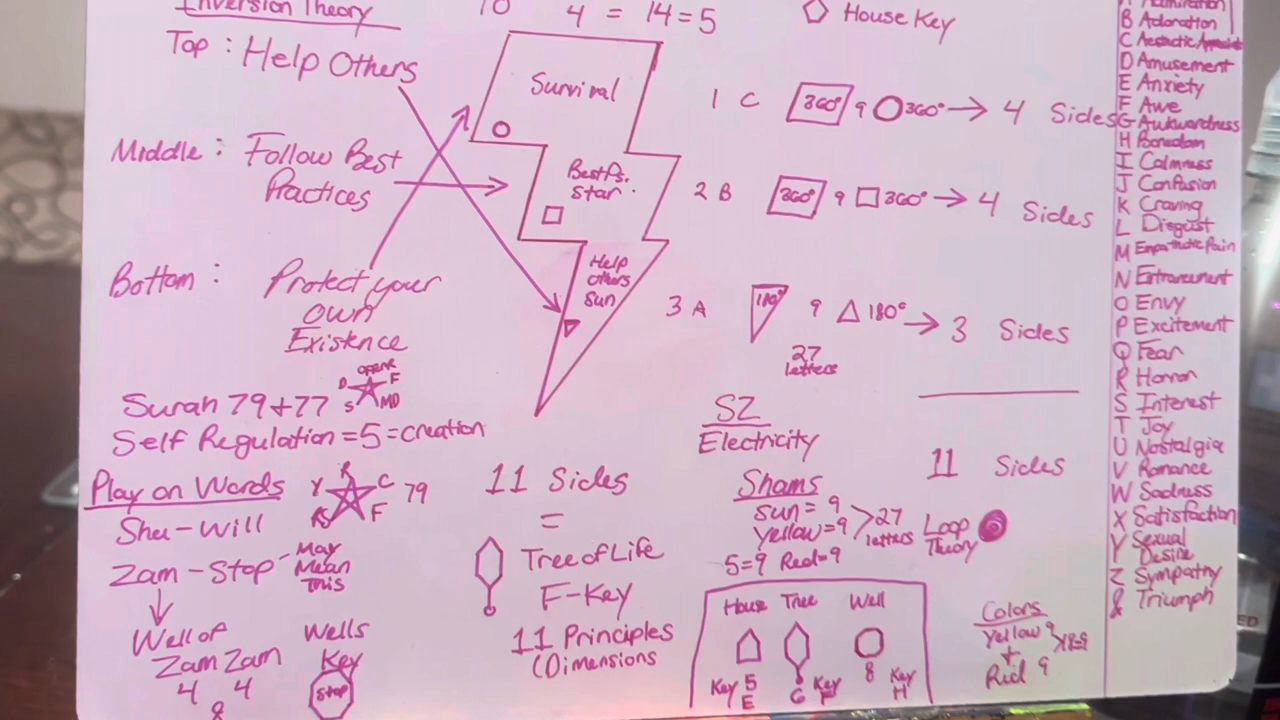 Inversion Theory
10
4 = 14 = 5
House Key
Top : Help Others
Middle : Follow Best
Practices
Bottom : Protect your
own
Existence
Survival
Best Ps.
Star
Help
others
Sun
1 C 360° 9 360° → 4 Sides
2 B 360° 9 360° → 4 Sides
3 A 180° 9 180° → 3 Sides
27
letters
11 Sides
Surah 79+77
D F
S MD
Self Regulation = 5 = creation
Play on Words
R
Y C 79
F
Shu - Will
Zam - Stop - May
Mean
This
Well of
Zam Zam
4 4
8
Wells
Key
Stop
11 Sides
=
Tree of Life
F-Key
11 Principles
(Dimensions
SZ
Electricity
Shams
Sun = 9
Yellow = 9 > 27
letters
5=9 Red=9
Loop
Theory
House Tree Well
Key 5
E
6 Key
F
8 Key
H
Colors
Yellow 9
+
Red 9
A Admiration
B Adoration
C Aesthetic
D Amusement
E Anxiety
F Awe
G Awkwardness
H Boredom
I Calmness
J Confusion
K Craving
L Disgust
M Empathetic Pain
N Entrancement
O Envy
P Excitement
Q Fear
R Horror
S Interest
T Joy
U Nostalgia
V Romance
W Sadness
X Satisfaction
Y Sexual
Desire
Z Sympathy
& Triumph